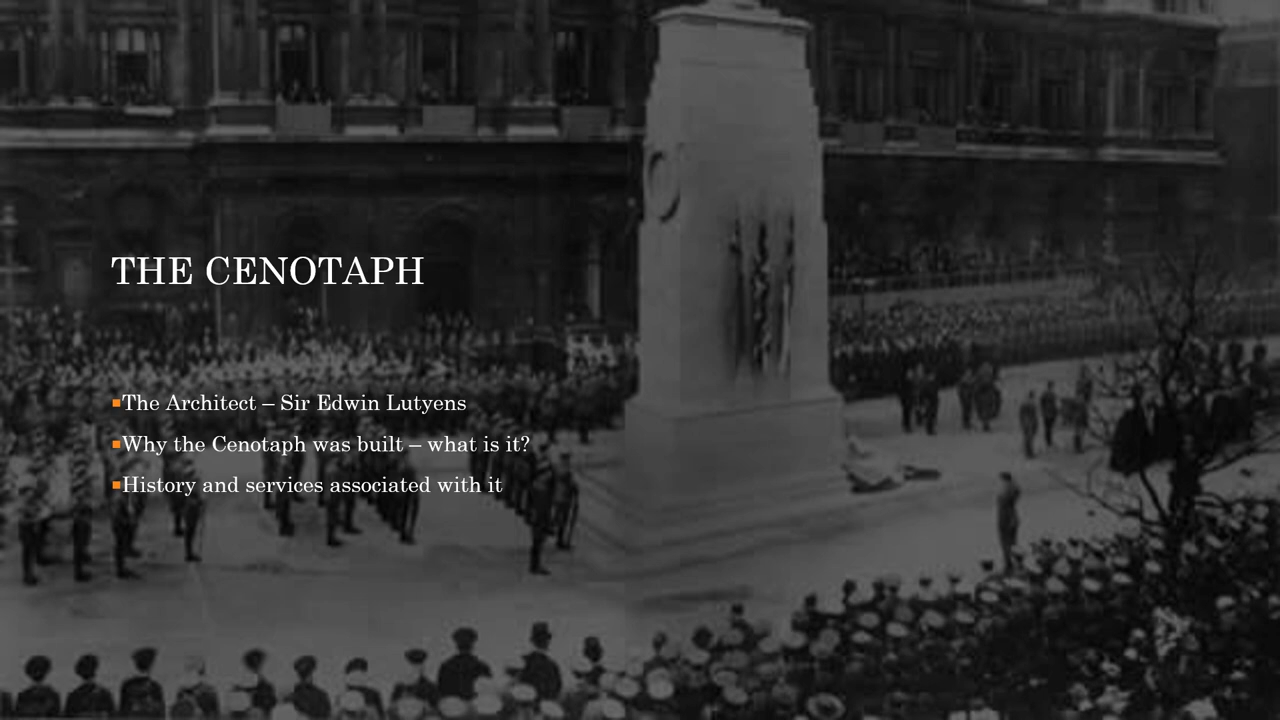 THE CENOTAPH
▪The Architect – Sir Edwin Lutyens
▪Why the Cenotaph was built – what is it?
▪History and services associated with it